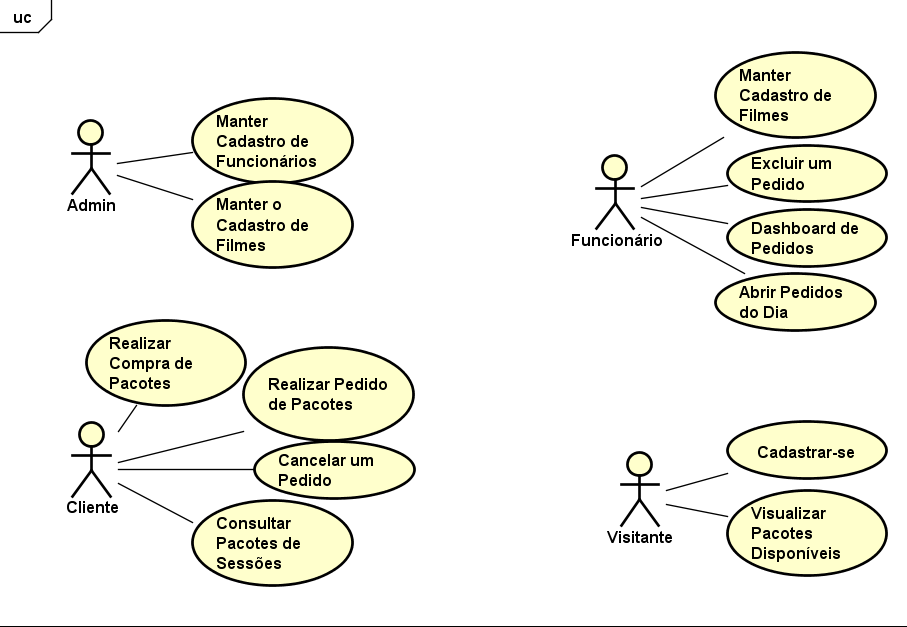 uc
Manter
Cadastro de
Funcionários
Manter o
Cadastro de
Filmes
Admin
Manter
Cadastro de
Filmes
Excluir um
Pedido
Dashboard de
Pedidos
Abrir Pedidos
do Dia
Funcionário
Realizar
Compra de
Pacotes
Realizar Pedido
de Pacotes
Cancelar um
Pedido
Consultar
Pacotes de
Sessões
Cliente
Cadastrar-se
Visualizar
Pacotes
Disponíveis
Visitante